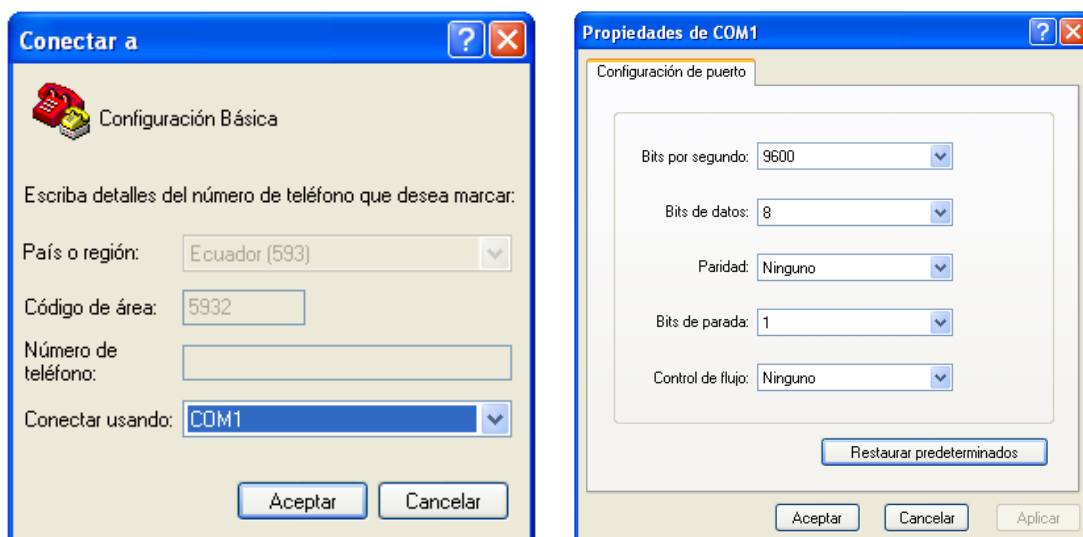 Conectar a
Configuración Básica
Escriba detalles del número de teléfono que desea marcar:
País o región: Ecuador (593)
Código de área: 5932
Número de
teléfono:
Conectar usando: COM1
Aceptar Cancelar
Propiedades de COM1
Configuración de puerto
Bits por segundo: 9600
Bits de datos: 8
Paridad: Ninguno
Bits de parada: 1
Control de flujo: Ninguno
Restaurar predeterminados
Aceptar Cancelar Aplicar